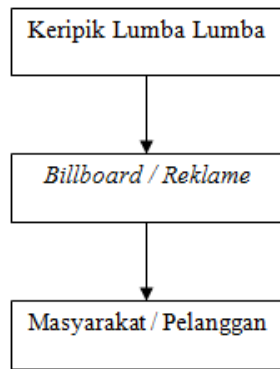 Keripik Lumba Lumba
Billboard / Reklame
Masyarakat / Pelanggan